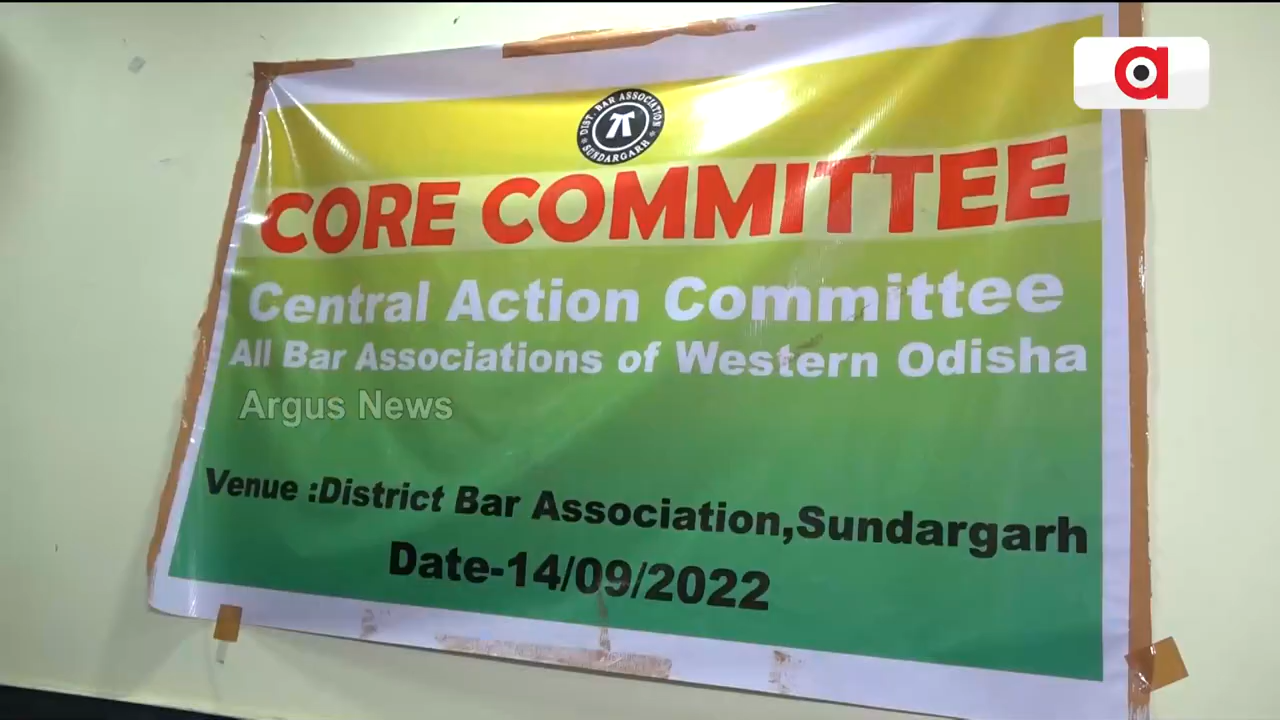 DIST. BAR ASSOCIATION
SUNDARGARH
CORE COMMITTEE
Central Action Committee
All Bar Associations of Western Odisha
Argus News
Venue :District Bar Association,Sundargarh
Date-14/09/2022